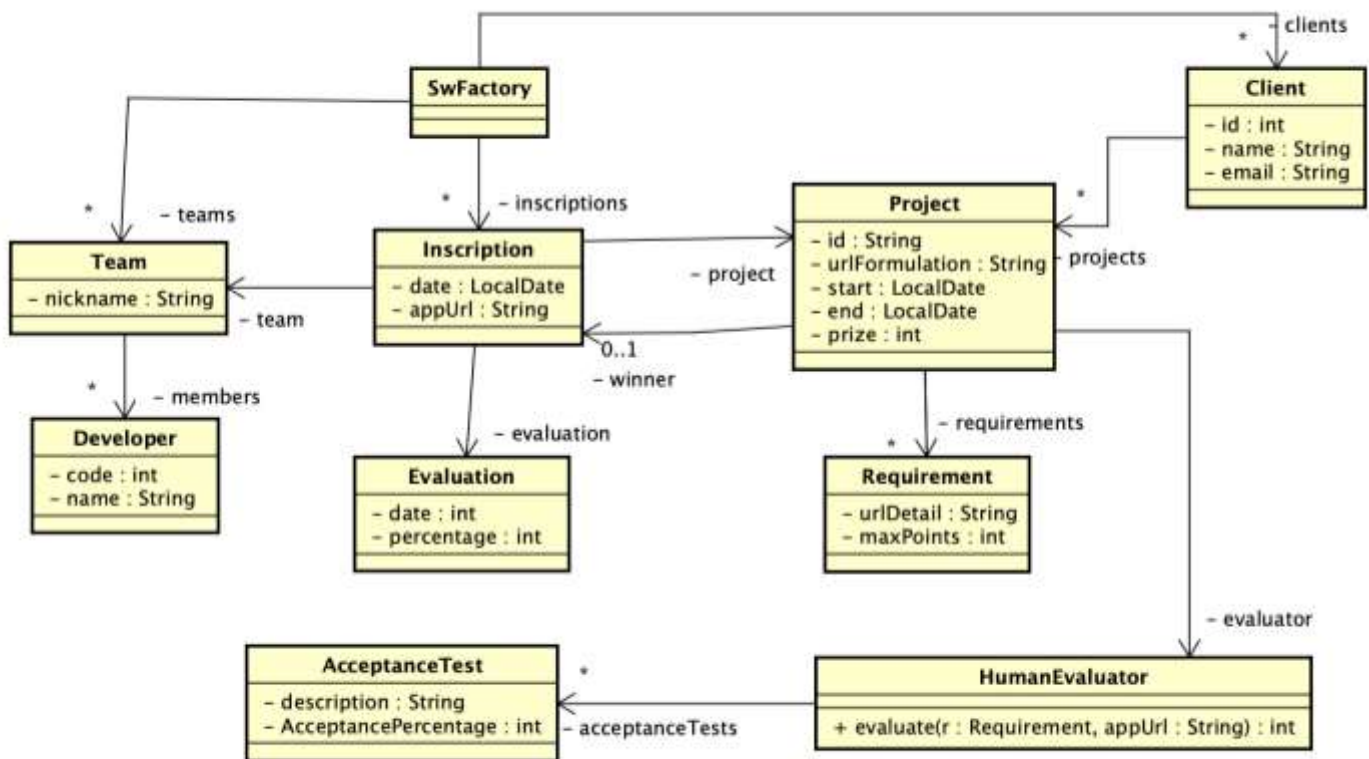 – clients
*
SwFactory
Client
– id : int
– name : String
– email : String
*
– teams
*
– inscriptions
*
– projects
Project
– id : String
– urlFormulation : String
– start : LocalDate
– end : LocalDate
– prize : int
Team
– nickname : String
Inscription
– date : LocalDate
– appUrl : String
– project
– team
0..1
– winner
*
– members
– evaluation
– requirements
*
Developer
– code : int
– name : String
Evaluation
– date : int
– percentage : int
Requirement
– urlDetail : String
– maxPoints : int
– evaluator
AcceptanceTest
– description : String
– AcceptancePercentage : int
*
– acceptanceTests
HumanEvaluator
+ evaluate(r : Requirement, appUrl : String) : int